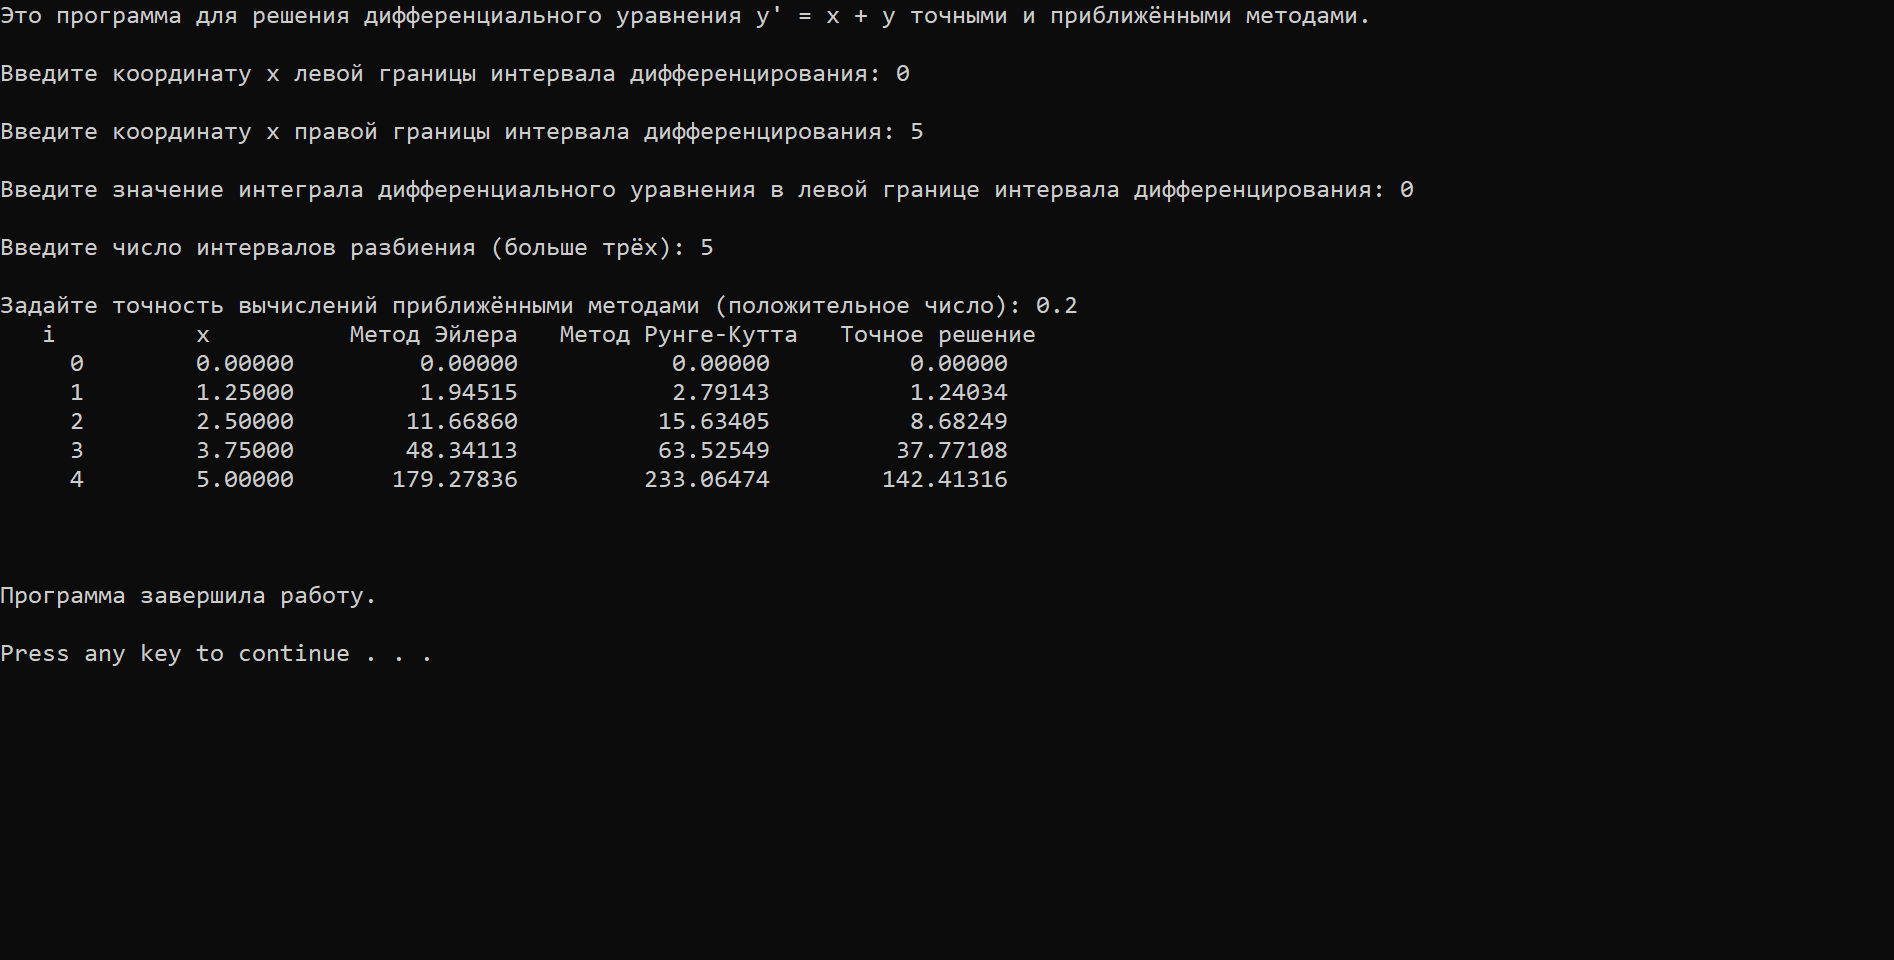 Это программа для решения дифференциального уравнения y' = x + y точными и приближёнными методами.
Введите координату x левой границы интервала дифференцирования: 0
Введите координату x правой границы интервала дифференцирования: 5
Введите значение интеграла дифференциального уравнения в левой границе интервала дифференцирования: 0
Введите число интервалов разбиения (больше трёх): 5
Задайте точность вычислений приближёнными методами (положительное число): 0.2
i x Метод Эйлера Метод Рунге-Кутта Точное решение
0 0.00000 0.00000 0.00000 0.00000
1 1.25000 1.94515 2.79143 1.24034
2 2.50000 11.66860 15.63405 8.68249
3 3.75000 48.34113 63.52549 37.77108
4 5.00000 179.27836 233.06474 142.41316
Программа завершила работу.
Press any key to continue . . .